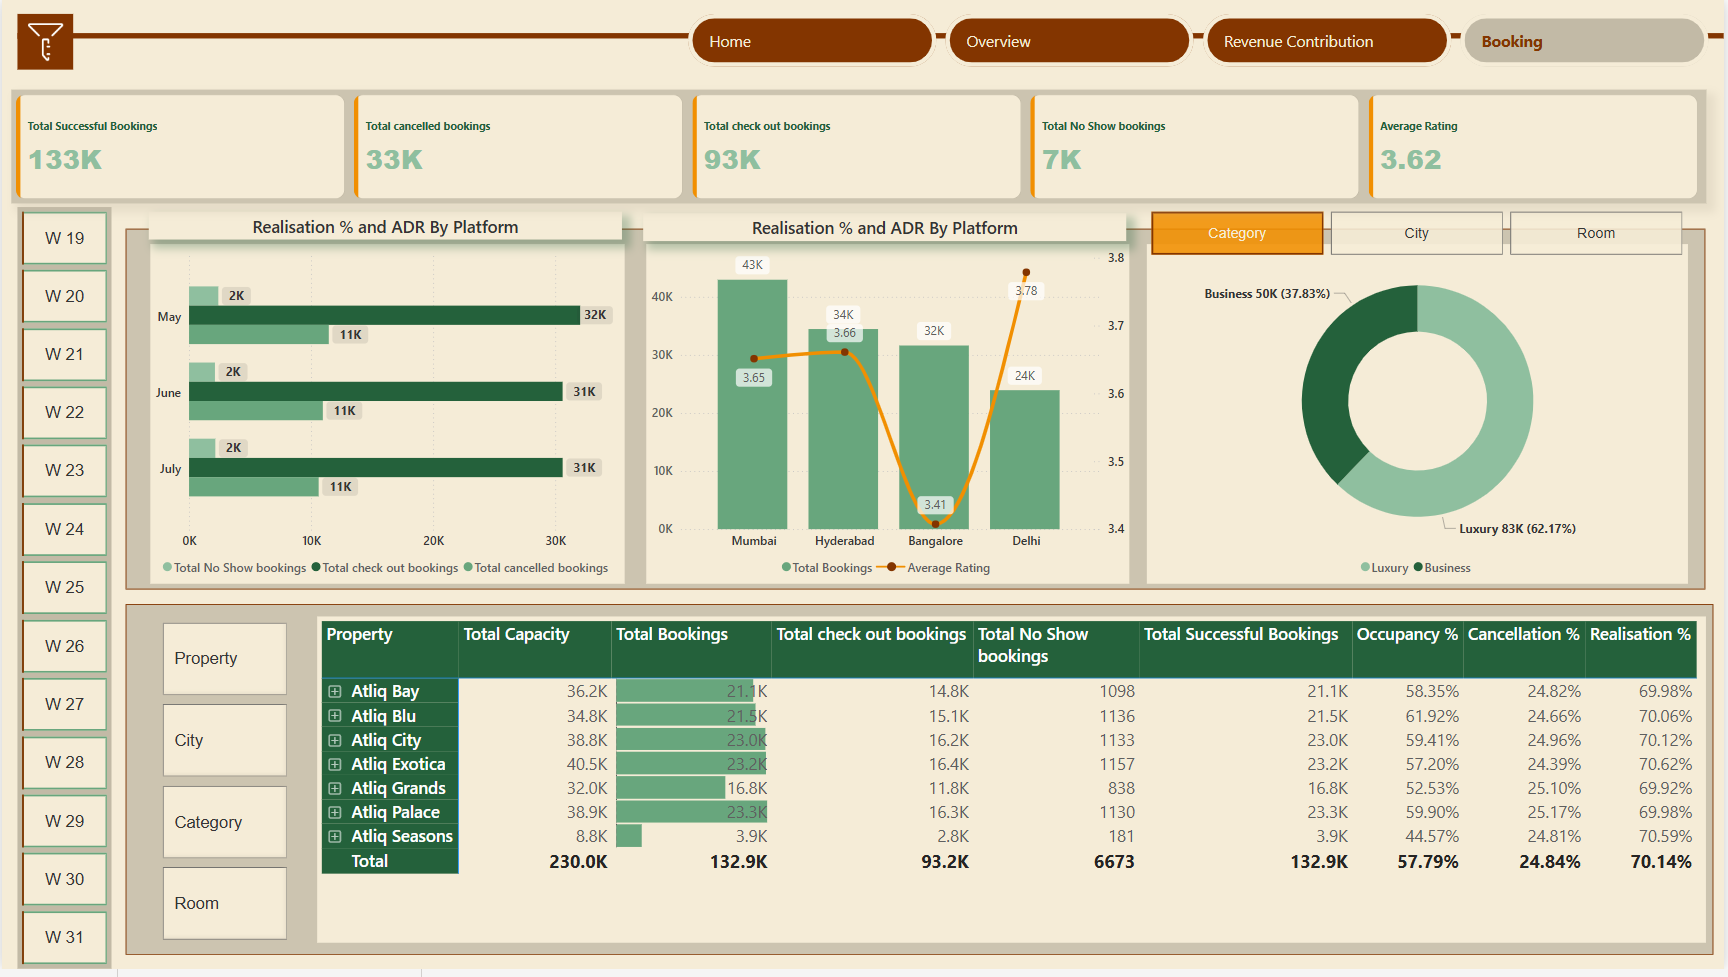 Home
Overview
Revenue Contribution
Booking
Total Successful Bookings
133K
Total cancelled bookings
33K
Total check out bookings
93K
Total No Show bookings
7K
Average Rating
3.62
W 19
W 20
W 21
W 22
W 23
W 24
W 25
W 26
W 27
W 28
W 29
W 30
W 31
Realisation % and ADR By Platform
May
2K
32K
11K
June
2K
31K
11K
July
2K
31K
11K
0K 10K 20K 30K
Total No Show bookings Total check out bookings Total cancelled bookings
Realisation % and ADR By Platform
40K
30K
20K
10K
0K
43K
34K
32K
24K
3.65
3.66
3.41
3.78
3.8
3.7
3.6
3.5
3.4
Mumbai Hyderabad Bangalore Delhi
Total Bookings Average Rating
Category City Room
Business 50K (37.83%)
Luxury 83K (62.17%)
Luxury Business
Property
City
Category
Room
Property Total Capacity Total Bookings Total check out bookings Total No Show Total Successful Bookings Occupancy % Cancellation % Realisation %
bookings
Atliq Bay 36.2K 21.1K 14.8K 1098 21.1K 58.35% 24.82% 69.98%
Atliq Blu 34.8K 21.5K 15.1K 1136 21.5K 61.92% 24.66% 70.06%
Atliq City 38.8K 23.0K 16.2K 1133 23.0K 59.41% 24.96% 70.12%
Atliq Exotica 40.5K 23.2K 16.4K 1157 23.2K 57.20% 24.39% 70.62%
Atliq Grands 32.0K 16.8K 11.8K 838 16.8K 52.53% 25.10% 69.92%
Atliq Palace 38.9K 23.3K 16.3K 1130 23.3K 59.90% 25.17% 69.98%
Atliq Seasons 8.8K 3.9K 2.8K 181 3.9K 44.57% 24.81% 70.59%
Total 230.0K 132.9K 93.2K 6673 132.9K 57.79% 24.84% 70.14%